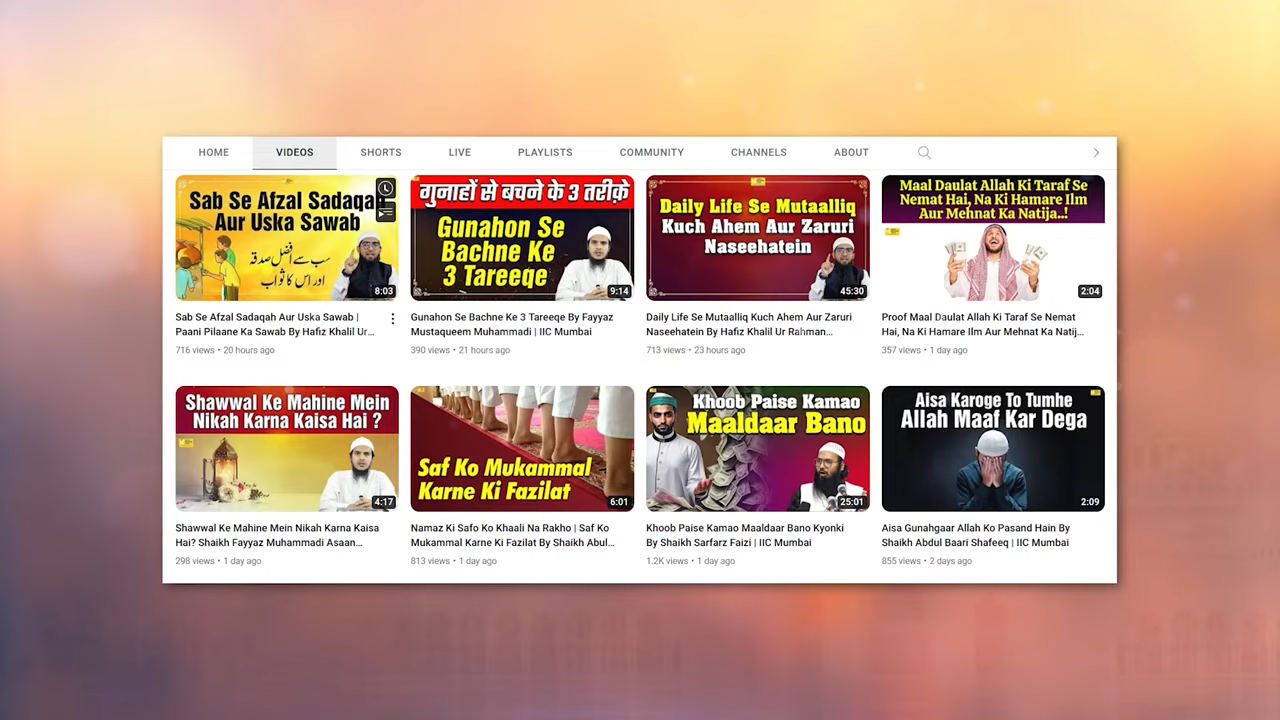 HOME
VIDEOS
SHORTS
LIVE
PLAYLISTS
COMMUNITY
CHANNELS
ABOUT
Sab Se Afzal Sadaqah
Aur Uska Sawab
سب سے افضل صدقہ
اور اس کا ثواب
8:03
गुनाहों से बचने के 3 तरीक़े
Gunahon Se
Bachne Ke
3 Tareeqe
9:14
Daily Life Se Mutaalliq
Kuch Ahem Aur Zaruri
Naseehatein
45:30
Maal Daulat Allah Ki Taraf Se
Nemat Hai, Na Ki Hamare Ilm
Aur Mehnat Ka Natija..!
2:04
Sab Se Afzal Sadaqah Aur Uska Sawab |
Paani Pilaane Ka Sawab By Hafiz Khalil Ur...
716 views • 20 hours ago
Gunahon Se Bachne Ke 3 Tareeqe By Fayyaz
Mustaqueem Muhammadi | IIC Mumbai
390 views • 21 hours ago
Daily Life Se Mutaalliq Kuch Ahem Aur Zaruri
Naseehatein By Hafiz Khalil Ur Rahman...
713 views • 23 hours ago
Proof Maal Daulat Allah Ki Taraf Se Nemat
Hai, Na Ki Hamare Ilm Aur Mehnat Ka Natij...
357 views • 1 day ago
Shawwal Ke Mahine Mein
Nikah Karna Kaisa Hai ?
4:17
Saf Ko Mukammal
Karne Ki Fazilat
6:01
Khoob Paise Kamao
Maaldaar Bano
25:01
Aisa Karoge To Tumhe
Allah Maaf Kar Dega
2:09
Shawwal Ke Mahine Mein Nikah Karna Kaisa
Hai? Shaikh Fayyaz Muhammadi Asaan...
298 views • 1 day ago
Namaz Ki Safo Ko Khaali Na Rakho | Saf Ko
Mukammal Karne Ki Fazilat By Shaikh Abul...
813 views • 1 day ago
Khoob Paise Kamao Maaldaar Bano Kyonki
By Shaikh Sarfarz Faizi | IIC Mumbai
1.2K views • 1 day ago
Aisa Gunahgaar Allah Ko Pasand Hain By
Shaikh Abdul Baari Shafeeq | IIC Mumbai
855 views • 2 days ago